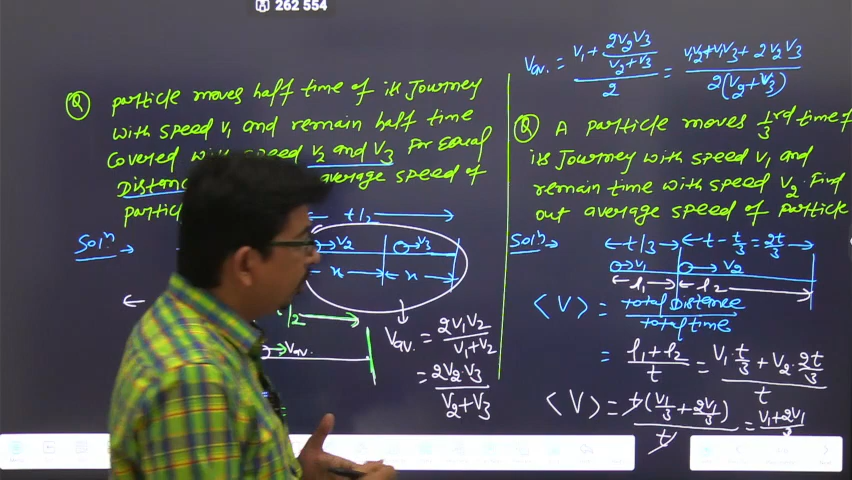 262 554
Q particle moves half time of its Journey
with speed V1 and remain half time
Covered with speed V2 and V3 For Equal
Distan average speed of
partic
Soln →
t/2
V2 V3
x x
t/2
Vav.
Vav. = 2V1V2 / V1+V2
= 2V2V3 / V2+V3
Vav. = (V1 + 2V2V3/(V2+V3)) / 2 = (V1V2+V1V3+2V2V3) / 2(V2+V3)
Q A particle moves 1/3rd time of
its Journey with speed V1 and
remain time with speed V2. Find
out average speed of particle
Soln → t/3 t - t/3 = 2t/3
V1 V2
l1 l2
<V> = total Distance / total time
= (l1+l2) / t = (V1·t/3 + V2·2t/3) / t
<V> = t(V1/3 + 2V1/3) / t = (V1+2V1) / 3